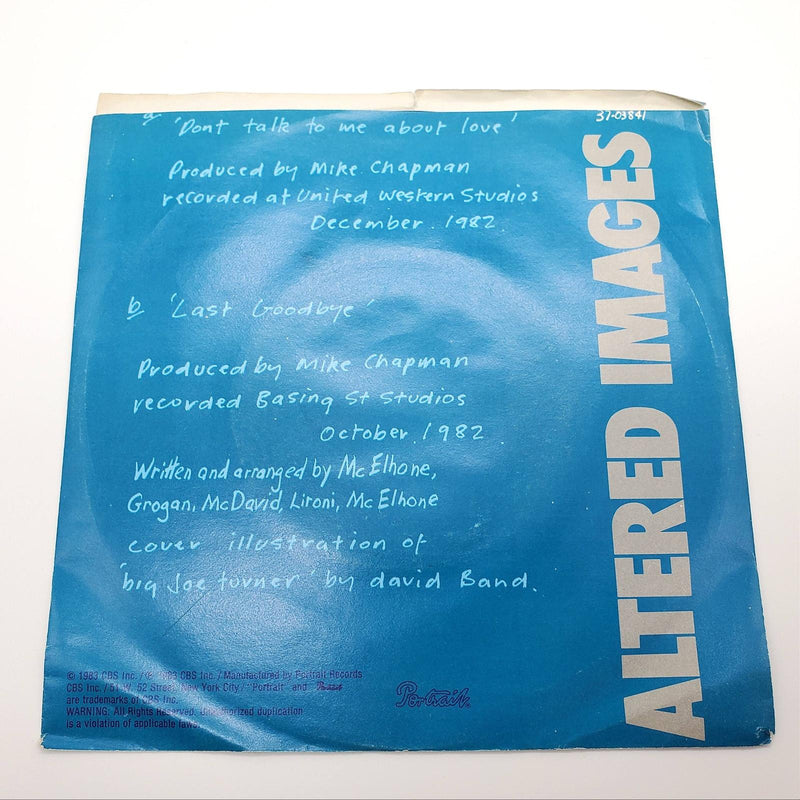 37-03841
a 'Dont talk to me about love'
Produced by Mike Chapman
recorded at United Western Studios
December. 1982.
b 'Last Goodbye'
Produced by Mike Chapman
recorded Basing St Studios
October. 1982
Written and arranged by McElhone,
Grogan, McDavid, Lironi, McElhone
cover illustration of
'big Joe turner' by david Band.
ALTERED IMAGES
© 1983 CBS Inc. / ℗ 1983 CBS Inc. / Manufactured by Portrait Records
CBS Inc. / 51 W. 52 Street, New York City / "Portrait" and Portrait
are trademarks of CBS Inc.
WARNING: All Rights Reserved. Unauthorized duplication
is a violation of applicable laws.
Portrait